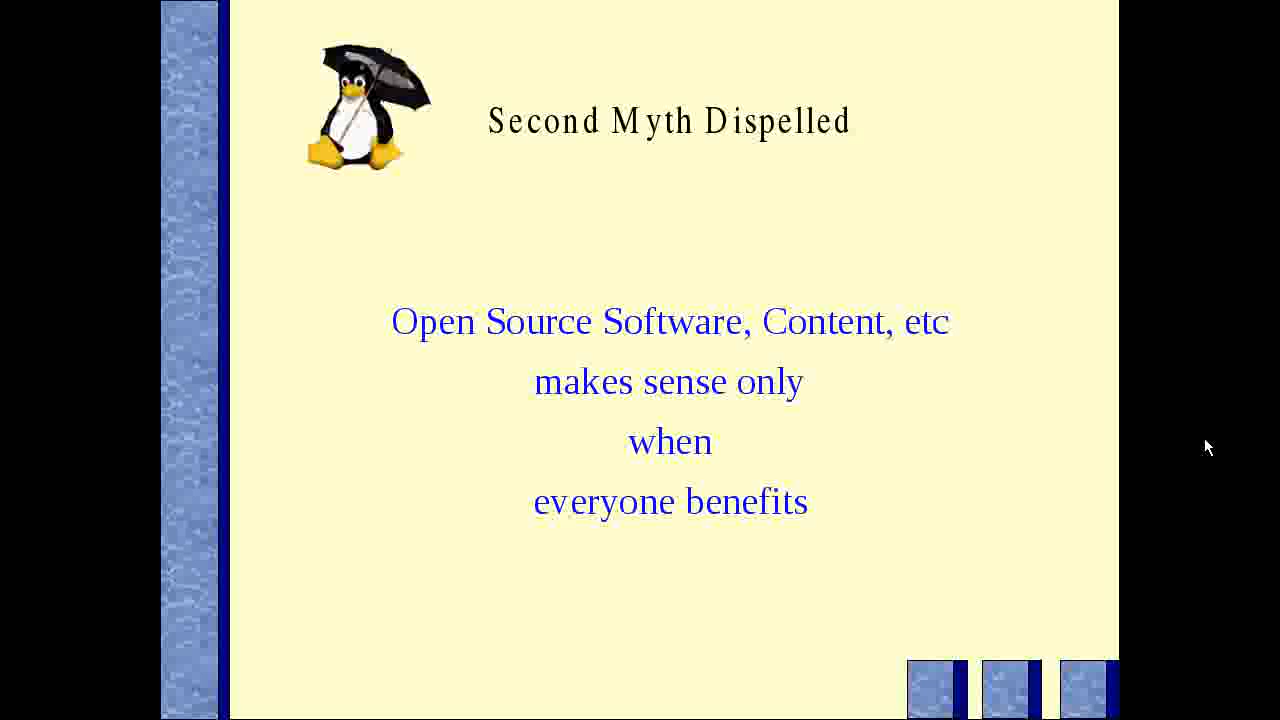 Second Myth Dispelled
Open Source Software, Content, etc
makes sense only
when
everyone benefits